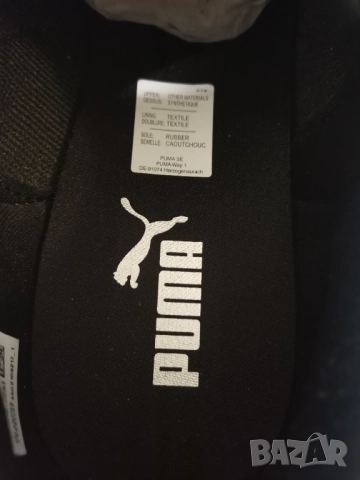 UPPER: OTHER MATERIALS
DESSUS: SYNTHETIQUE
LINING: TEXTILE
DOUBLURE: TEXTILE
SOLE: RUBBER
SEMELLE: CAOUTCHOUC
PUMA SE
PUMA Way 1
DE-91074 Herzogenaurach
PUMA
BAZAR